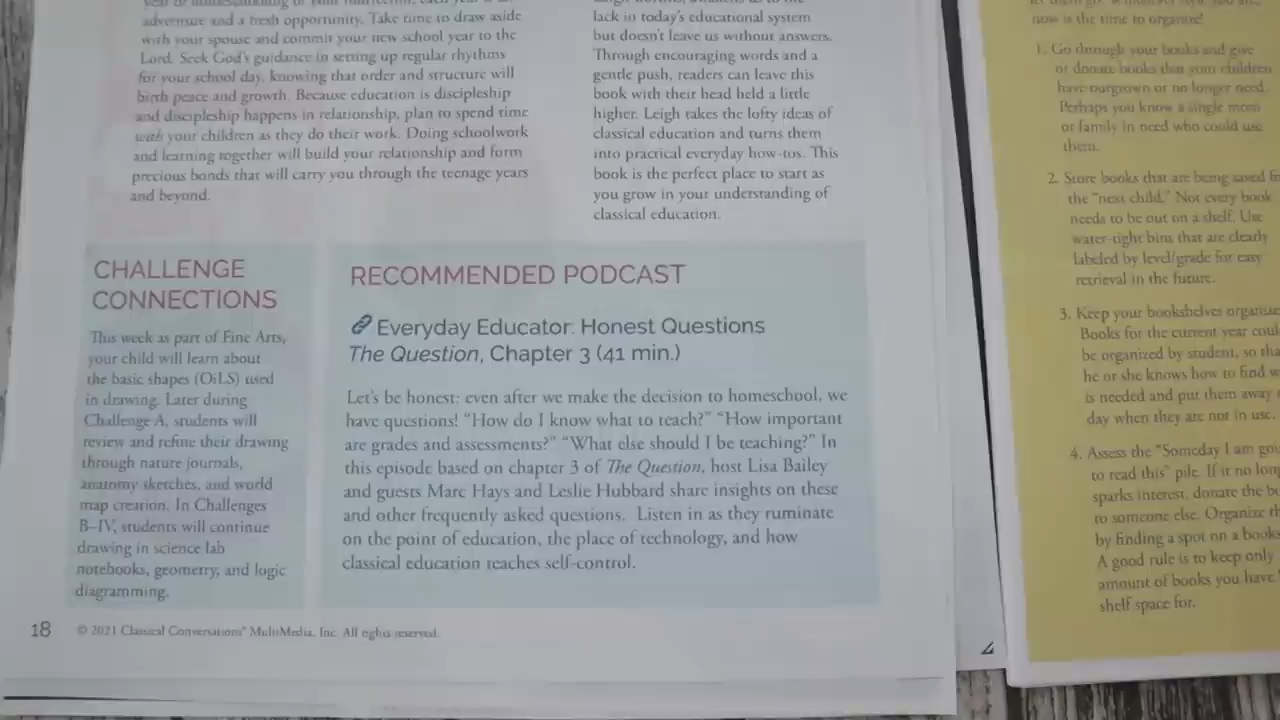 adventure and a fresh opportunity. Take time to draw aside
with your spouse and commit your new school year to the
Lord. Seek God's guidance in setting up regular rhythms
for your school day, knowing that order and structure will
birth peace and growth. Because education is discipleship
and discipleship happens in relationship, plan to spend time
with your children as they do their work. Doing schoolwork
and learning together will build your relationship and form
precious bonds that will carry you through the teenage years
and beyond.
lack in today's educational system
but doesn't leave us without answers.
Through encouraging words and a
gentle push, readers can leave this
book with their head held a little
higher. Leigh takes the lofty ideas of
classical education and turns them
into practical everyday how-tos. This
book is the perfect place to start as
you grow in your understanding of
classical education.
CHALLENGE
CONNECTIONS
This week as part of Fine Arts,
your child will learn about
the basic shapes (OiLS) used
in drawing. Later during
Challenge A, students will
review and refine their drawing
through nature journals,
anatomy sketches, and world
map creation. In Challenges
B–IV, students will continue
drawing in science lab
notebooks, geometry, and logic
diagramming.
RECOMMENDED PODCAST
Everyday Educator: Honest Questions
The Question, Chapter 3 (41 min.)
Let's be honest: even after we make the decision to homeschool, we
have questions! "How do I know what to teach?" "How important
are grades and assessments?" "What else should I be teaching?" In
this episode based on chapter 3 of The Question, host Lisa Bailey
and guests Marc Hays and Leslie Hubbard share insights on these
and other frequently asked questions. Listen in as they ruminate
on the point of education, the place of technology, and how
classical education teaches self-control.
18 © 2021 Classical Conversations® MultiMedia, Inc. All rights reserved.
now is the time to organize!
1. Go through your books and give
or donate books that your children
have outgrown or no longer need.
Perhaps you know a single mom
or family in need who could use
them.
2. Store books that are being saved
the "next child." Not every book
needs to be out on a shelf. Use
water-tight bins that are clearly
labeled by level/grade for easy
retrieval in the future.
3. Keep your bookshelves
Books for the current year
be organized by student, so
he or she knows how to find
is needed and put them away
day when they are not in use.
4. Assess the "Someday I am
to read this" pile. If it no
sparks interest, donate the
to someone else. Organize
by finding a spot on a
A good rule is to keep only
amount of books you have
shelf space for.